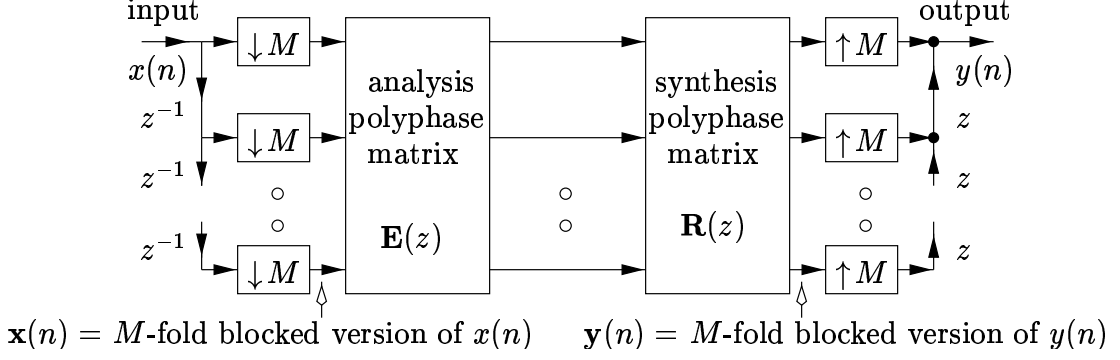 input
output
↓M
↑M
x(n)
y(n)
analysis
polyphase
matrix
synthesis
polyphase
matrix
z⁻¹
z
↓M
↑M
z⁻¹
z
E(z)
R(z)
z⁻¹
z
↓M
↑M
x(n) = M-fold blocked version of x(n)
y(n) = M-fold blocked version of y(n)